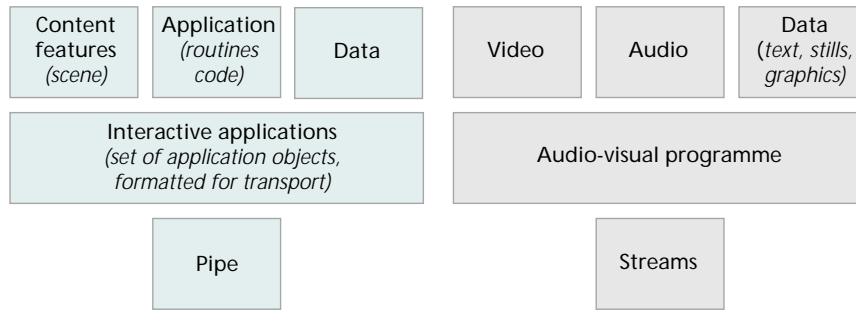 Content
features
(scene)
Application
(routines
code)
Data
Video
Audio
Data
(text, stills,
graphics)
Interactive applications
(set of application objects,
formatted for transport)
Audio-visual programme
Pipe
Streams